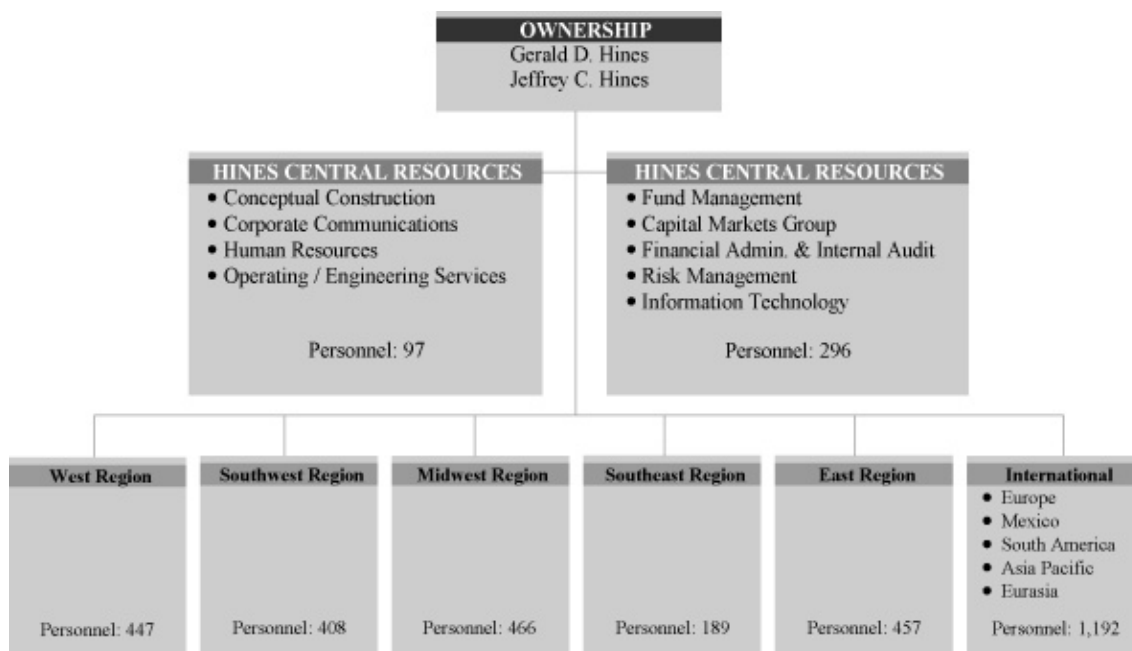 OWNERSHIP
Gerald D. Hines
Jeffrey C. Hines
HINES CENTRAL RESOURCES
• Conceptual Construction
• Corporate Communications
• Human Resources
• Operating / Engineering Services
Personnel: 97
HINES CENTRAL RESOURCES
• Fund Management
• Capital Markets Group
• Financial Admin. & Internal Audit
• Risk Management
• Information Technology
Personnel: 296
West Region
Personnel: 447
Southwest Region
Personnel: 408
Midwest Region
Personnel: 466
Southeast Region
Personnel: 189
East Region
Personnel: 457
International
• Europe
• Mexico
• South America
• Asia Pacific
• Eurasia
Personnel: 1,192